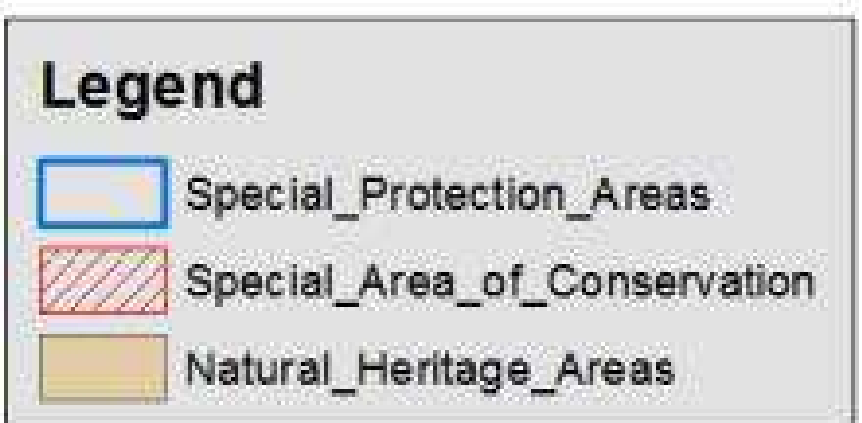 Legend
Special_Protection_Areas
Special_Area_of_Conservation
Natural_Heritage_Areas